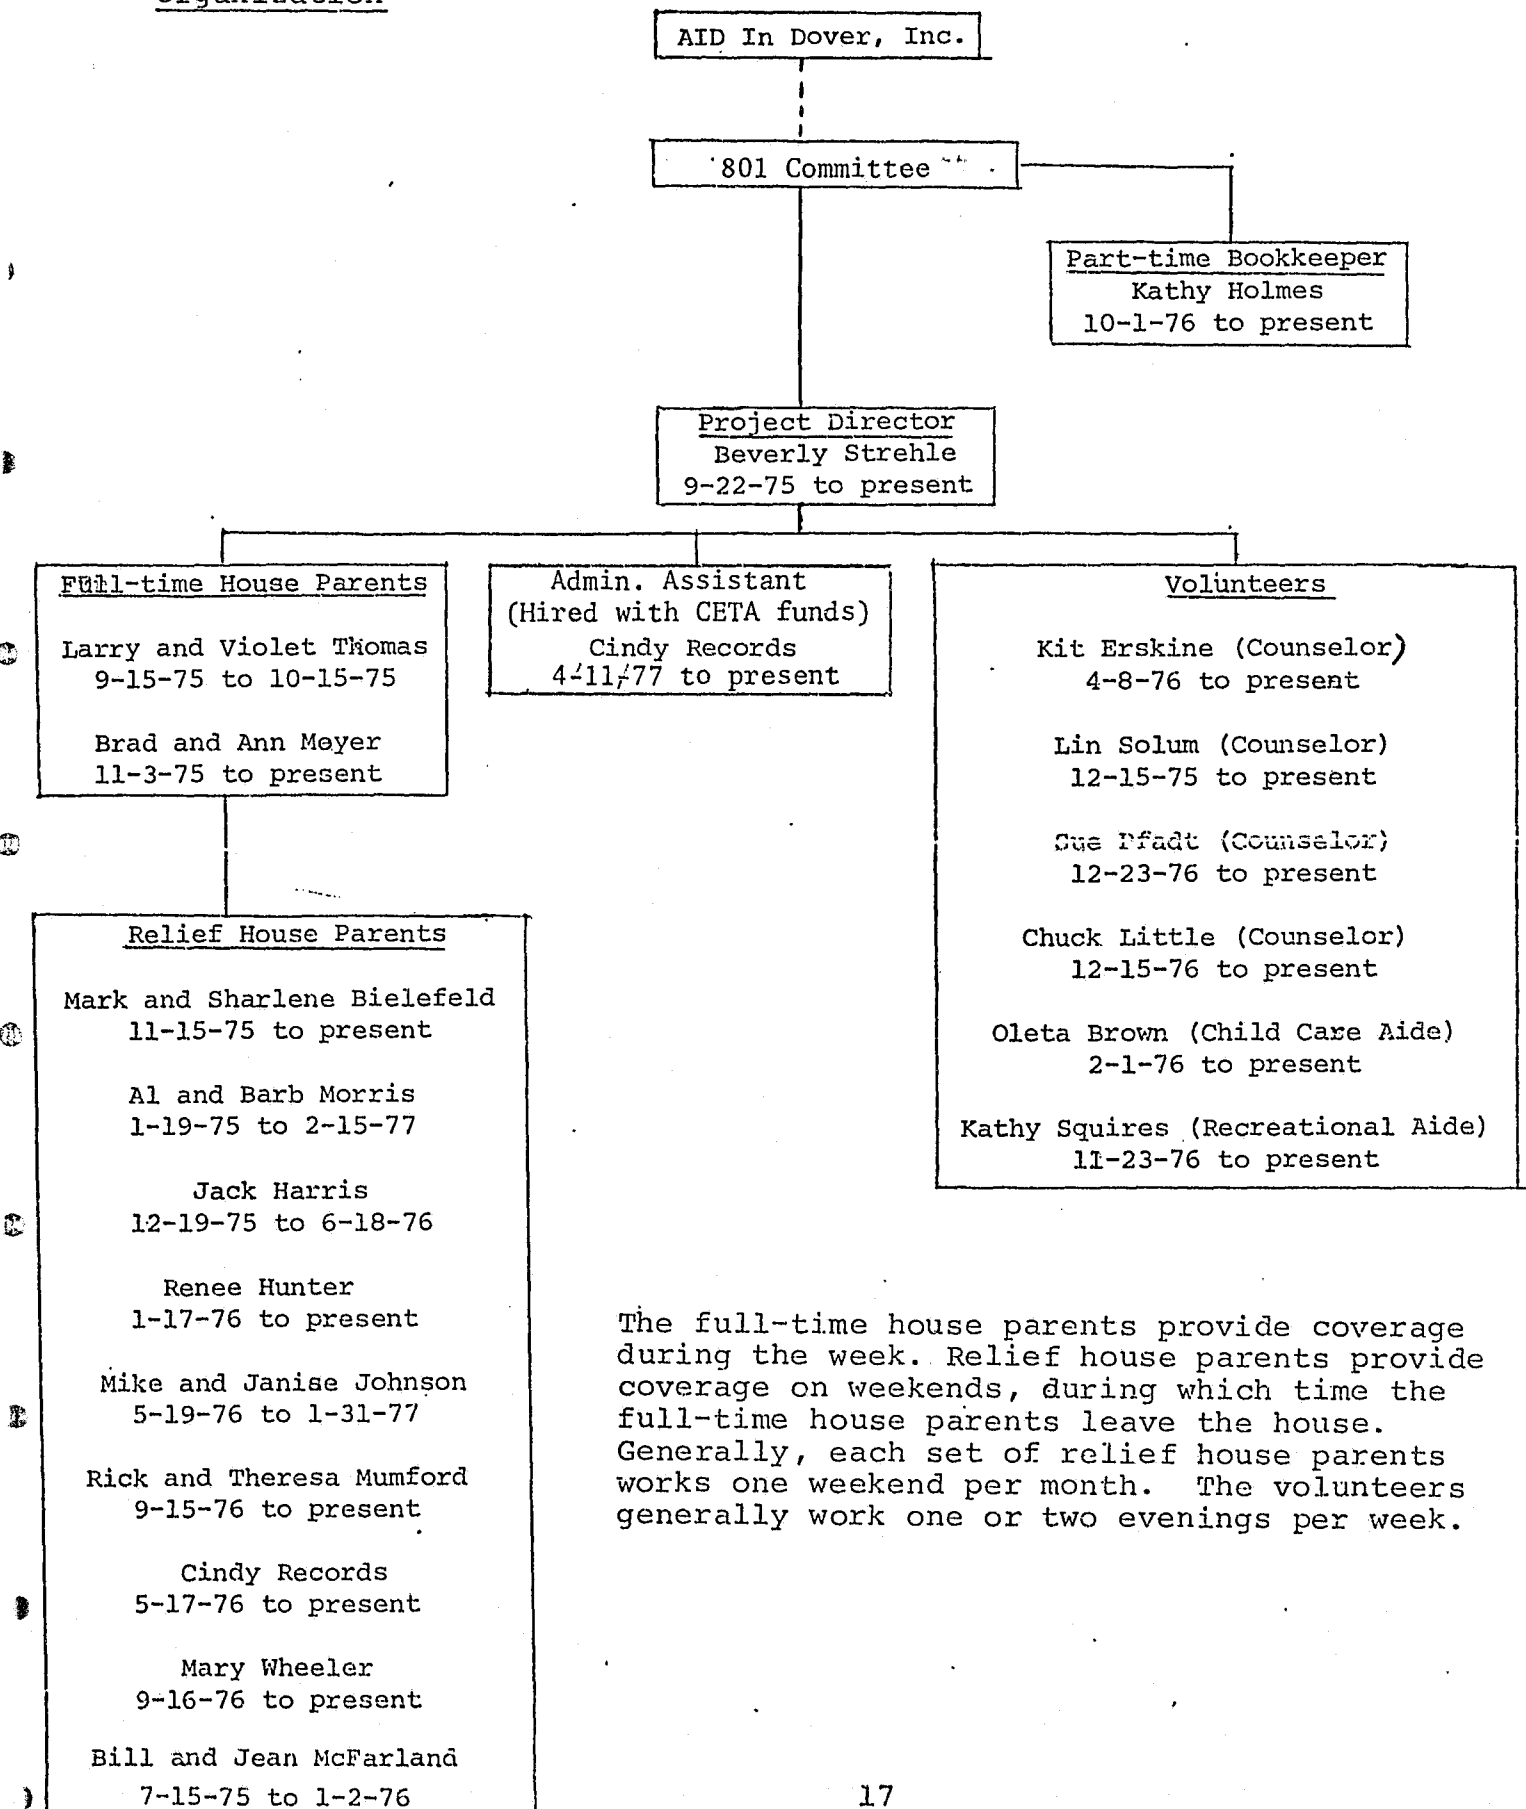 Organization
AID In Dover, Inc.
801 Committee
Part-time Bookkeeper
Kathy Holmes
10-1-76 to present
Project Director
Beverly Strehle
9-22-75 to present
Full-time House Parents
Larry and Violet Thomas
9-15-75 to 10-15-75
Brad and Ann Meyer
11-3-75 to present
Admin. Assistant
(Hired with CETA funds)
Cindy Records
4-11-77 to present
Volunteers
Kit Erskine (Counselor)
4-8-76 to present
Lin Solum (Counselor)
12-15-75 to present
Sue Pfadt (Counselor)
12-23-76 to present
Chuck Little (Counselor)
12-15-76 to present
Oleta Brown (Child Care Aide)
2-1-76 to present
Kathy Squires (Recreational Aide)
11-23-76 to present
Relief House Parents
Mark and Sharlene Bielefeld
11-15-75 to present
Al and Barb Morris
1-19-75 to 2-15-77
Jack Harris
12-19-75 to 6-18-76
Renee Hunter
1-17-76 to present
Mike and Janise Johnson
5-19-76 to 1-31-77
Rick and Theresa Mumford
9-15-76 to present
Cindy Records
5-17-76 to present
Mary Wheeler
9-16-76 to present
Bill and Jean McFarland
7-15-75 to 1-2-76
The full-time house parents provide coverage
during the week. Relief house parents provide
coverage on weekends, during which time the
full-time house parents leave the house.
Generally, each set of relief house parents
works one weekend per month. The volunteers
generally work one or two evenings per week.
17